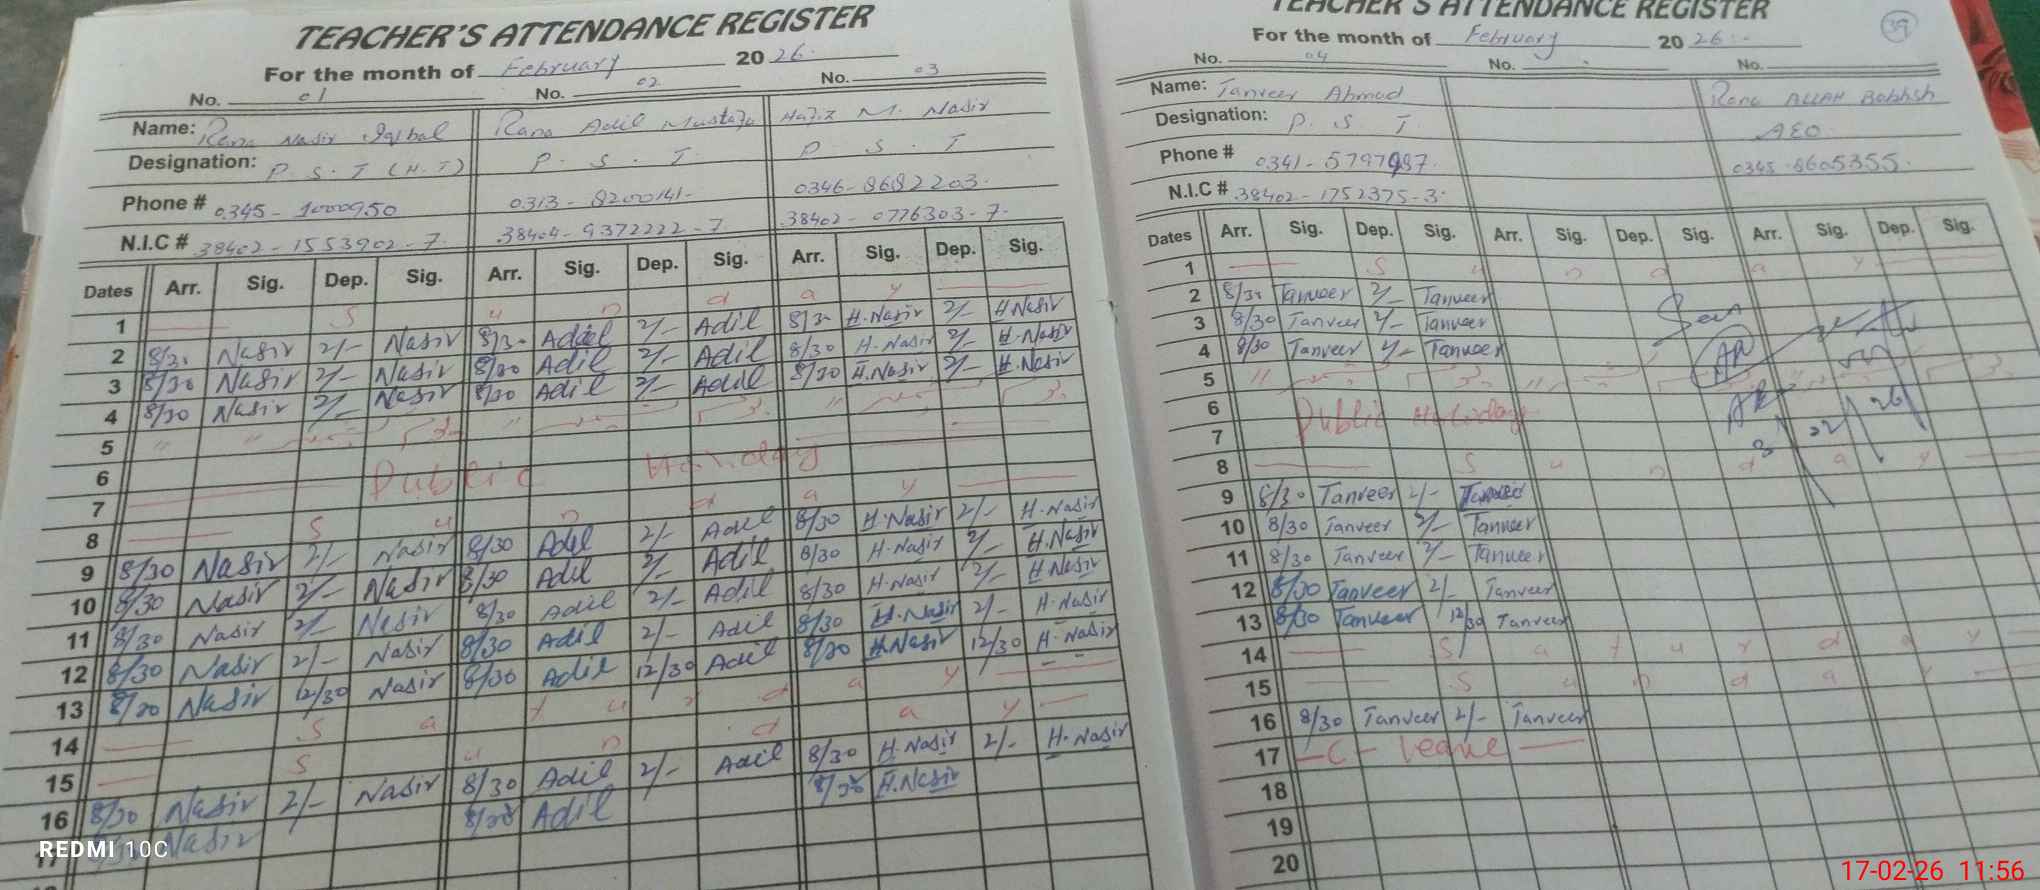 TEACHER'S ATTENDANCE REGISTER
For the month of February 2026
No. 01 No. 02 No. 03
Name: Rana Nasir Iqbal Rana Adil Mustafa Hafiz M. Nasir
Designation: P. S. T (H.T) P. S. T. P S. T
Phone # 0345-1000950 0313-8200141- 0346-8682203.
N.I.C # 38402-1553902-7. 38404-9372222-7 38402-0776303-7.
Dates Arr. Sig. Dep. Sig. Arr. Sig. Dep. Sig. Arr. Sig. Dep. Sig.
1 S u n d a y
2 8/30 Nasir 2/- Nasir 8/30 Adil 2/- Adil 8/30 H.Nasir 2/- H.Nasir
3 8/30 Nasir 2/- Nasir 8/30 Adil 2/- Adil 8/30 H.Nasir 2/- H.Nasir
4 8/30 Nasir 2/- Nasir 8/30 Adil 2/- Adil 8/30 H.Nasir 2/- H.Nasir
5
6 Public Holiday
7
8 S u n d a y
9 8/30 Nasir 2/- Nasir 8/30 Adil 2/- Adil 8/30 H.Nasir 2/- H.Nasir
10 8/30 Nasir 2/- Nasir 8/30 Adil 2/- Adil 8/30 H.Nasir 2/- H.Nasir
11 8/30 Nasir 2/- Nasir 8/30 Adil 2/- Adil 8/30 H.Nasir 2/- H.Nasir
12 8/30 Nasir 2/- Nasir 8/30 Adil 2/- Adil 8/30 H.Nasir 2/- H.Nasir
13 8/30 Nasir 12/30 Nasir 8/30 Adil 12/30 Adil 8/30 H.Nasir 12/30 H.Nasir
14 S a t u r d a y
15 S u n d a y
16 8/30 Nasir 2/- Nasir 8/30 Adil 2/- Adil 8/30 H.Nasir 2/- H.Nasir
17 Nasir 8/30 Adil 8/30 H.Nasir
REDMI 10C
TEACHER'S ATTENDANCE REGISTER
39
For the month of February 2026
No. 04 No. No.
Name: Tanveer Ahmad Rana ALLAH Bakhsh
Designation: P. S. T. AEO
Phone # 0341-5797987. 0345-8605355.
N.I.C # 38402-1752375-3.
Dates Arr. Sig. Dep. Sig. Arr. Sig. Dep. Sig. Arr. Sig. Dep. Sig.
1 S u n d a y
2 8/30 Tanveer 2/- Tanveer
3 8/30 Tanveer 2/- Tanveer
4 8/30 Tanveer 2/- Tanveer
5
6 Public Holiday
7
8 S u n d a y
9 8/30 Tanveer 2/- Tanveer
10 8/30 Tanveer 2/- Tanveer
11 8/30 Tanveer 2/- Tanveer
12 8/30 Tanveer 2/- Tanveer
13 8/30 Tanveer 12/30 Tanveer
14 S a t u r d a y
15 S u n d a y
16 8/30 Tanveer 2/- Tanveer
17 -C- Leave
18
19
20
17-02-26 11:56